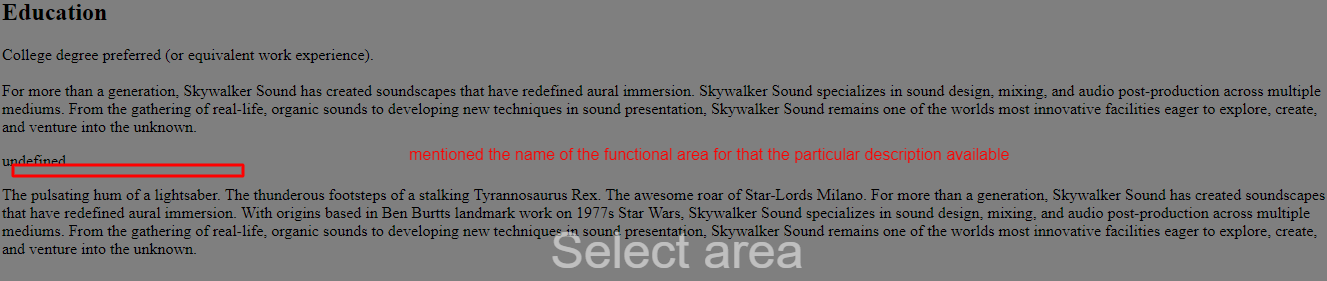 Education
College degree preferred (or equivalent work experience).
For more than a generation, Skywalker Sound has created soundscapes that have redefined aural immersion. Skywalker Sound specializes in sound design, mixing, and audio post-production across multiple
mediums. From the gathering of real-life, organic sounds to developing new techniques in sound presentation, Skywalker Sound remains one of the worlds most innovative facilities eager to explore, create,
and venture into the unknown.
undefined
mentioned the name of the functional area for that the particular description available
The pulsating hum of a lightsaber. The thunderous footsteps of a stalking Tyrannosaurus Rex. The awesome roar of Star-Lords Milano. For more than a generation, Skywalker Sound has created soundscapes
that have redefined aural immersion. With origins based in Ben Burtts landmark work on 1977s Star Wars, Skywalker Sound specializes in sound design, mixing, and audio post-production across multiple
mediums. From the gathering of real-life, organic sounds to developing new techniques in sound presentation, Skywalker Sound remains one of the worlds most innovative facilities eager to explore, create,
and venture into the unknown.
Select area